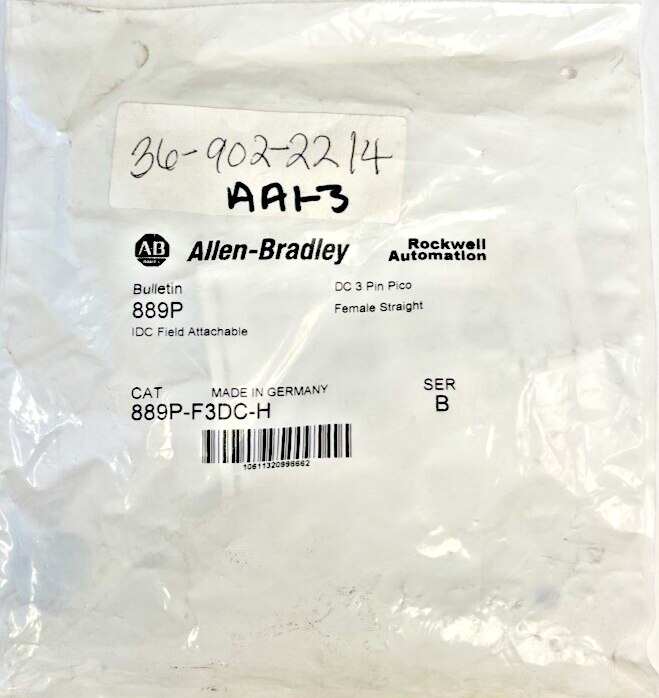 36-902-2214
AA1-3
AB Allen-Bradley Rockwell Automation
Bulletin DC 3 Pin Pico
889P Female Straight
IDC Field Attachable
CAT MADE IN GERMANY SER
889P-F3DC-H B
10611320998662